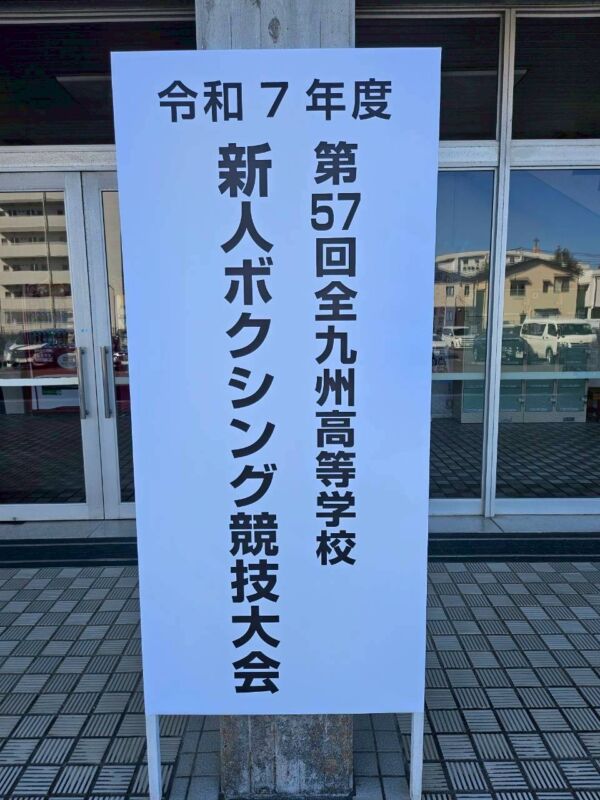 令和7年度
第57回全九州高等学校
新人ボクシング競技大会